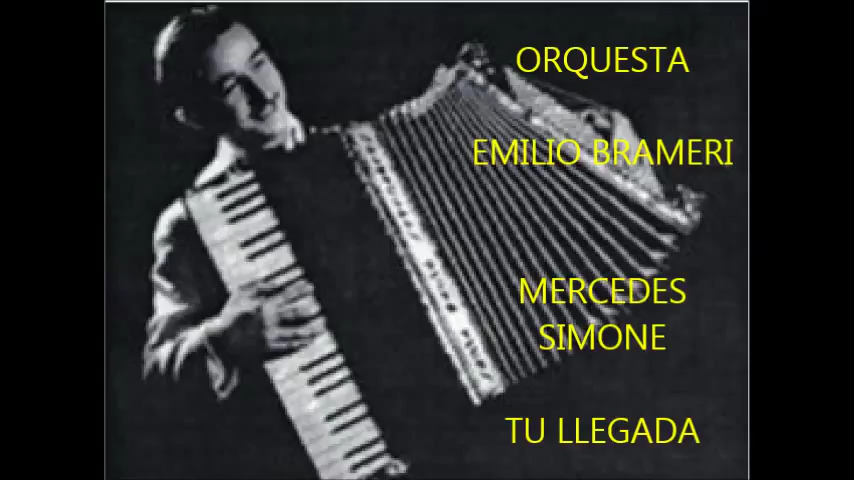 ORQUESTA
EMILIO BRAMERI
MERCEDES
SIMONE
TU LLEGADA